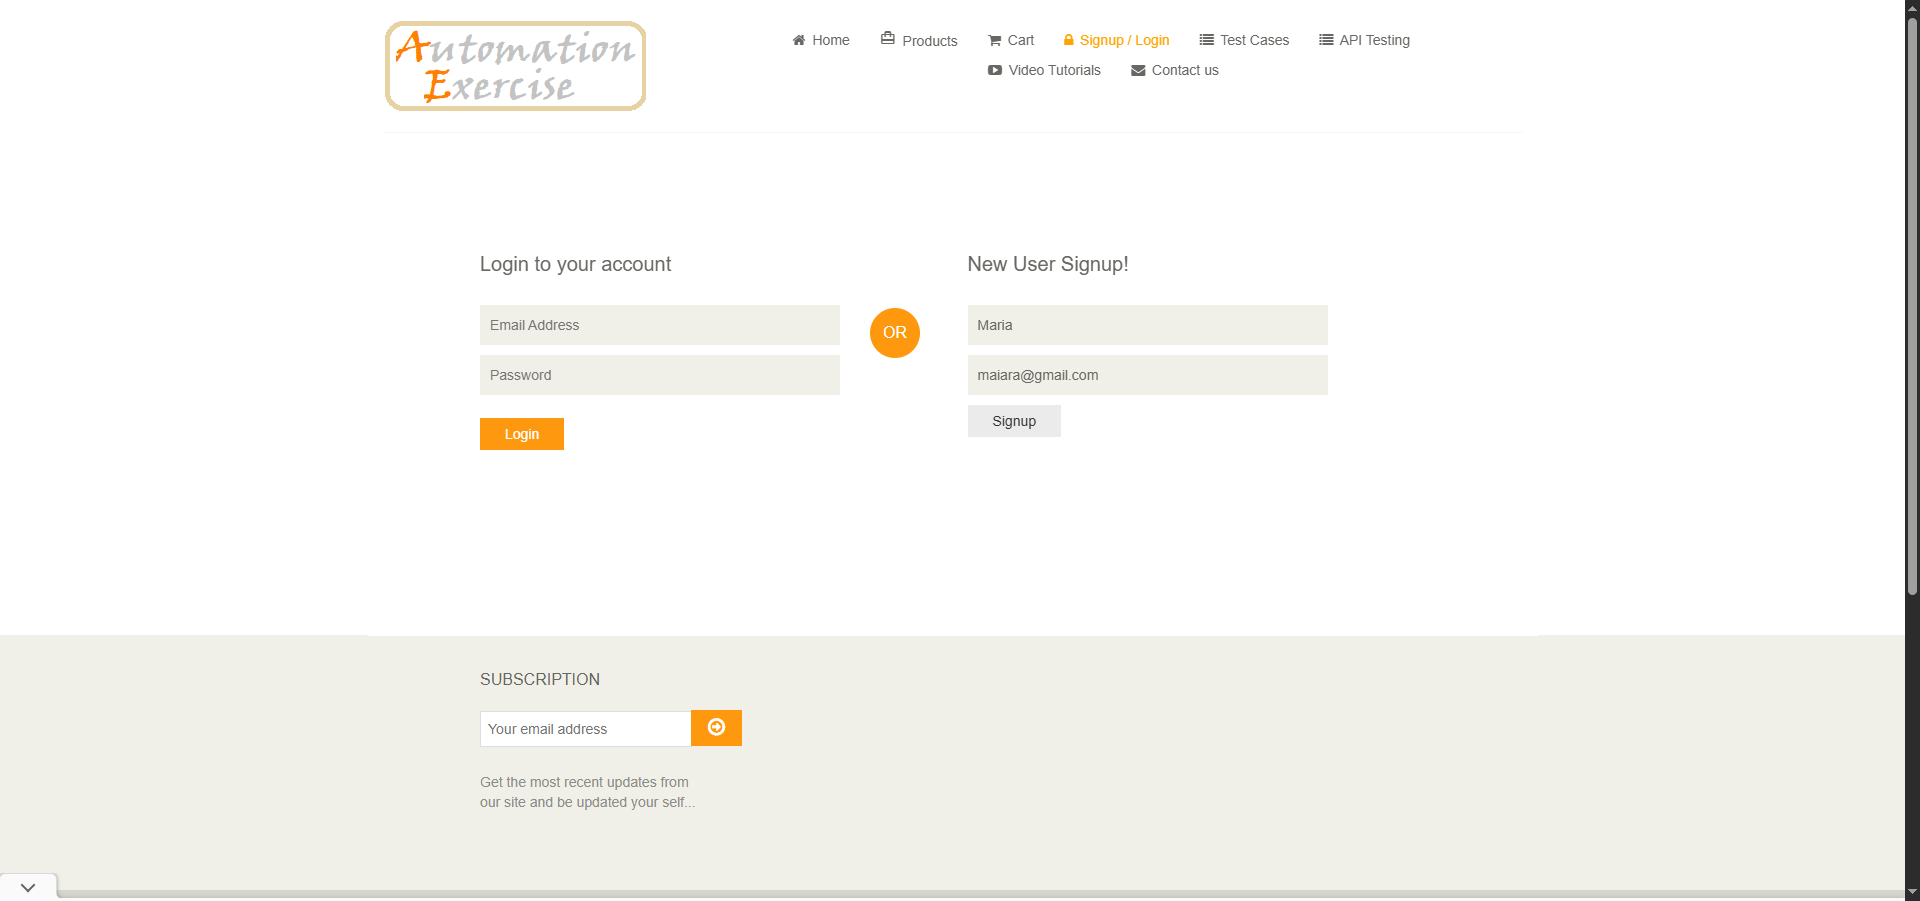 Automation
Exercise
Home
Products
Cart
Signup / Login
Test Cases
API Testing
Video Tutorials
Contact us
Login to your account
Email Address
Password
Login
OR
New User Signup!
Maria
maiara@gmail.com
Signup
SUBSCRIPTION
Your email address
Get the most recent updates from
our site and be updated your self...